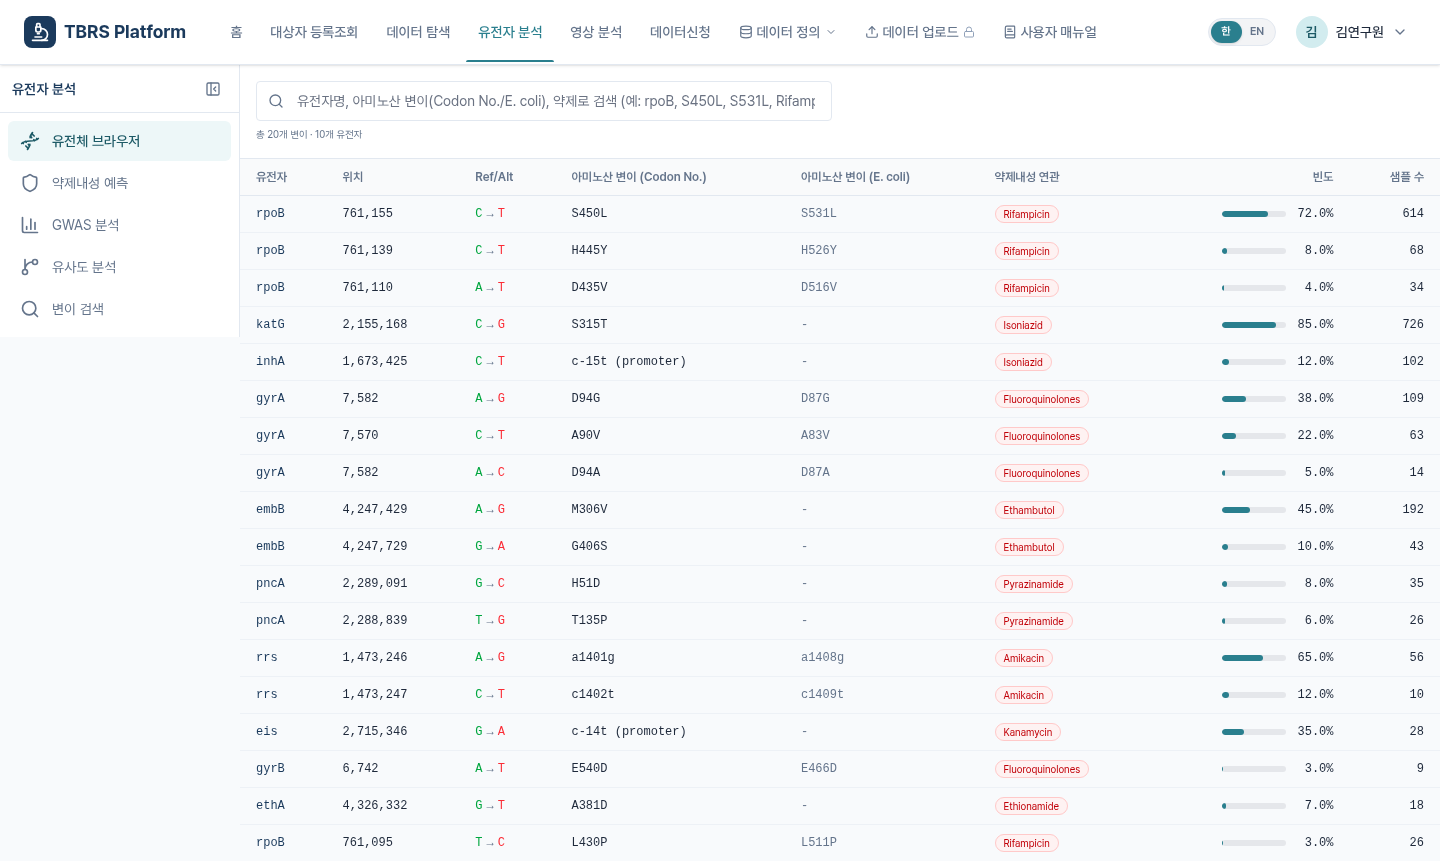 TBRS Platform 홈 대상자 등록조회 데이터 탐색 유전자 분석 영상 분석 데이터신청 데이터 정의 데이터 업로드 사용자 매뉴얼 한 EN 김 김연구원
유전자 분석
유전체 브라우저
약제내성 예측
GWAS 분석
유사도 분석
변이 검색
유전자명, 아미노산 변이(Codon No./E. coli), 약제로 검색 (예: rpoB, S450L, S531L, Rifamp
총 20개 변이 · 10개 유전자
유전자 위치 Ref/Alt 아미노산 변이 (Codon No.) 아미노산 변이 (E. coli) 약제내성 연관 빈도 샘플 수
rpoB 761,155 C → T S450L S531L Rifampicin 72.0% 614
rpoB 761,139 C → T H445Y H526Y Rifampicin 8.0% 68
rpoB 761,110 A → T D435V D516V Rifampicin 4.0% 34
katG 2,155,168 C → G S315T - Isoniazid 85.0% 726
inhA 1,673,425 C → T c-15t (promoter) - Isoniazid 12.0% 102
gyrA 7,582 A → G D94G D87G Fluoroquinolones 38.0% 109
gyrA 7,570 C → T A90V A83V Fluoroquinolones 22.0% 63
gyrA 7,582 A → C D94A D87A Fluoroquinolones 5.0% 14
embB 4,247,429 A → G M306V - Ethambutol 45.0% 192
embB 4,247,729 G → A G406S - Ethambutol 10.0% 43
pncA 2,289,091 G → C H51D - Pyrazinamide 8.0% 35
pncA 2,288,839 T → G T135P - Pyrazinamide 6.0% 26
rrs 1,473,246 A → G a1401g a1408g Amikacin 65.0% 56
rrs 1,473,247 C → T c1402t c1409t Amikacin 12.0% 10
eis 2,715,346 G → A c-14t (promoter) - Kanamycin 35.0% 28
gyrB 6,742 A → T E540D E466D Fluoroquinolones 3.0% 9
ethA 4,326,332 G → T A381D - Ethionamide 7.0% 18
rpoB 761,095 T → C L430P L511P Rifampicin 3.0% 26